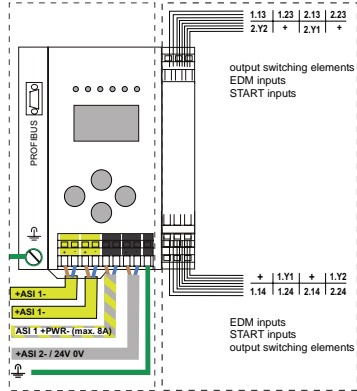 1.13 1.23 2.13 2.23
2.Y2 + 2.Y1 +
output switching elements
EDM inputs
START inputs
PROFIBUS
+ - + -
+ASI 1-
+ASI 1-
ASI 1 +PWR- (max. 8A)
+ASI 2- / 24V 0V
+ 1.Y1 + 1.Y2
1.14 1.24 2.14 2.24
EDM inputs
START inputs
output switching elements